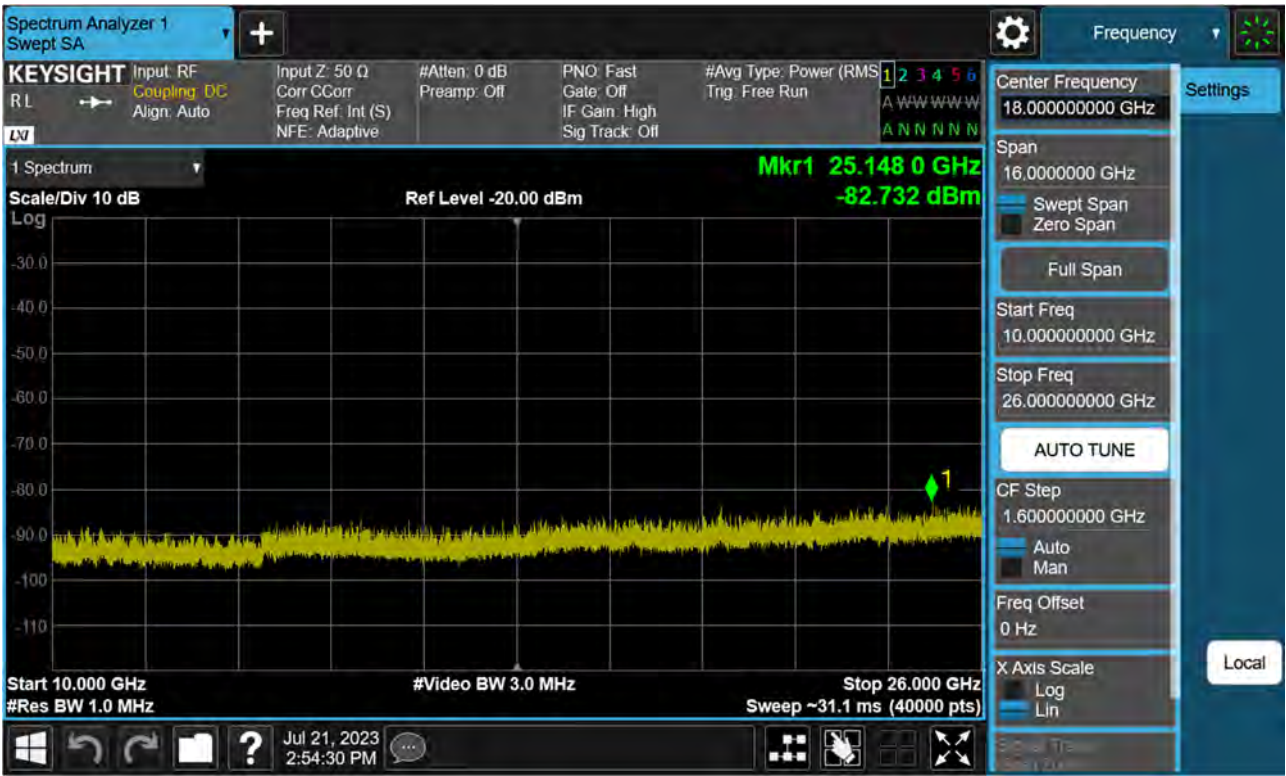 Spectrum Analyzer 1
Swept SA
+
Frequency
KEYSIGHT
R L
LXI
Input: RF
Coupling: DC
Align: Auto
Input Z: 50 Ω
Corr CCorr
Freq Ref: Int (S)
NFE: Adaptive
#Atten: 0 dB
Preamp: Off
PNO: Fast
Gate: Off
IF Gain: High
Sig Track: Off
#Avg Type: Power (RMS
Trig: Free Run
1 2 3 4 5 6
A W W W W W
A N N N N N
1 Spectrum
Mkr1 25.148 0 GHz
Scale/Div 10 dB
Ref Level -20.00 dBm
-82.732 dBm
Log
-30.0
-40.0
-50.0
-60.0
-70.0
-80.0
-90.0
-100
-110
1
Start 10.000 GHz
#Video BW 3.0 MHz
Stop 26.000 GHz
#Res BW 1.0 MHz
Sweep ~31.1 ms (40000 pts)
?
Jul 21, 2023
2:54:30 PM
Center Frequency
18.000000000 GHz
Span
16.0000000 GHz
Swept Span
Zero Span
Full Span
Start Freq
10.000000000 GHz
Stop Freq
26.000000000 GHz
AUTO TUNE
CF Step
1.600000000 GHz
Auto
Man
Freq Offset
0 Hz
X Axis Scale
Log
Lin
Settings
Local